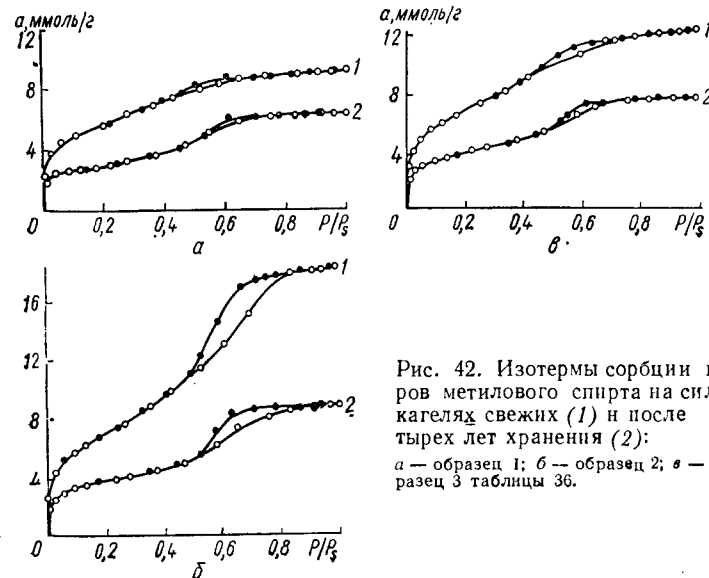 a, ммоль/г
12
8
4
0
0,2
0,4
0,6
0,8
P/Ps
1
2
а
a, ммоль/г
12
8
4
0
0,2
0,4
0,6
0,8
P/Ps
1
2
в
16
12
8
4
0
0,2
0,4
0,6
0,8
P/Ps
1
2
б
Рис. 42. Изотермы сорбции
ров метилового спирта на сил
кагелях свежих (1) и после
тырех лет хранения (2):
а — образец 1; б — образец 2; в —
разец 3 таблицы 36.